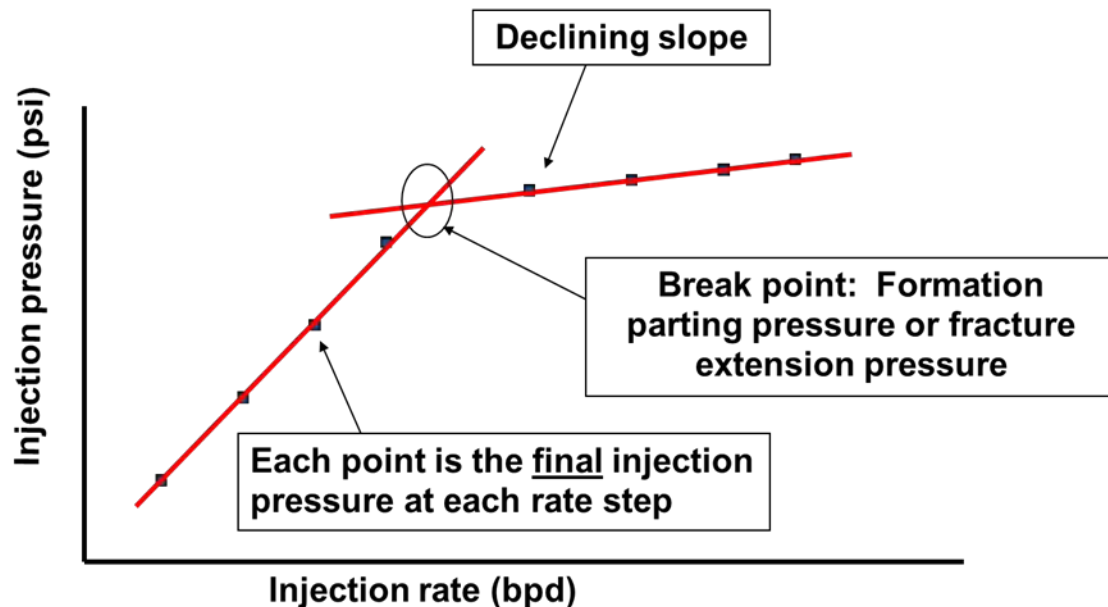 Declining slope
Injection pressure (psi)
Break point:  Formation
parting pressure or fracture
extension pressure
Each point is the final injection
pressure at each rate step
Injection rate (bpd)